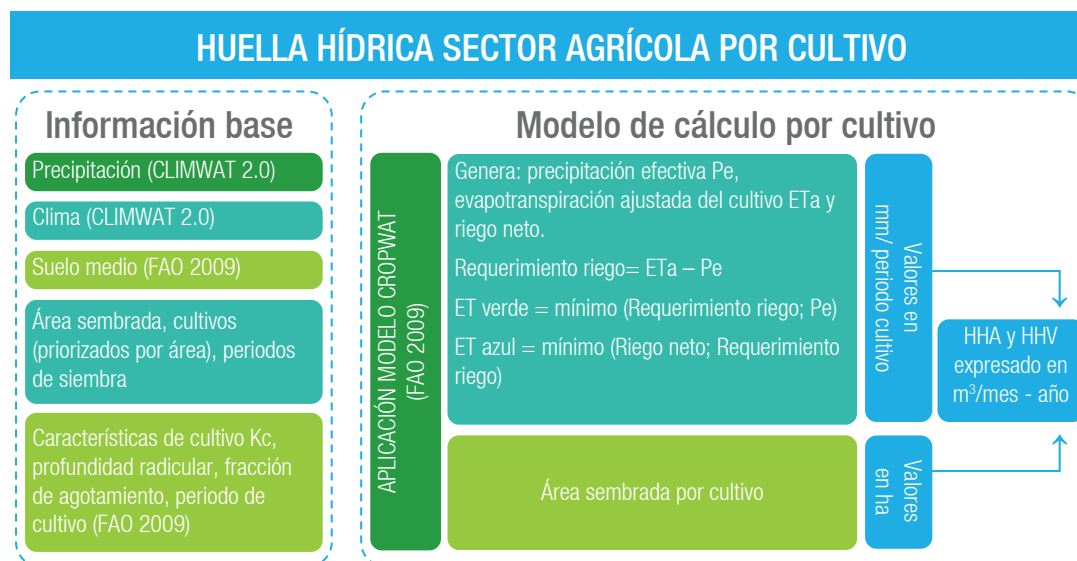 HUELLA HÍDRICA SECTOR AGRÍCOLA POR CULTIVO
Información base
Precipitación (CLIMWAT 2.0)
Clima (CLIMWAT 2.0)
Suelo medio (FAO 2009)
Área sembrada, cultivos
(priorizados por área), periodos
de siembra
Características de cultivo Kc,
profundidad radicular, fracción
de agotamiento, periodo de
cultivo (FAO 2009)
Modelo de cálculo por cultivo
APLICACIÓN MODELO CROPWAT
(FAO 2009)
Genera: precipitación efectiva Pe,
evapotranspiración ajustada del cultivo ETa y
riego neto.
Requerimiento riego= ETa – Pe
ET verde = mínimo (Requerimiento riego; Pe)
ET azul = mínimo (Riego neto; Requerimiento
riego)
Área sembrada por cultivo
Valores en
mm/ periodo cultivo
Valores
en ha
HHA y HHV
expresado en
m³/mes - año